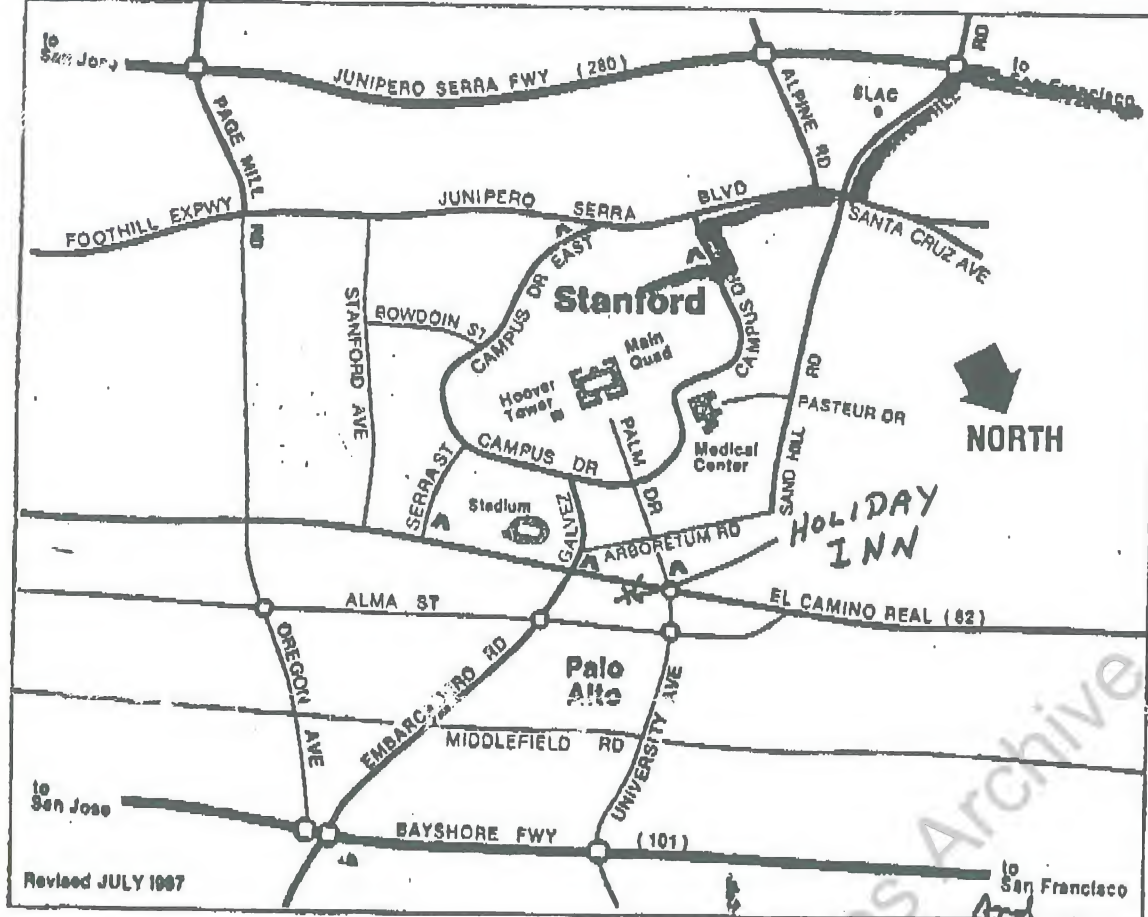 to
San Jose
JUNIPERO SERRA FWY (280)
to
San Francisco
RD
SLAC
ALPINE RD
PAGE MILL
RD
FOOTHILL EXPWY
JUNIPERO SERRA BLVD
SANTA CRUZ AVE
STANFORD AVE
BOWDOIN ST
CAMPUS DR EAST
Stanford
CAMPUS DR
Main
Quad
Hoover
Tower
PALM DR
Medical
Center
PASTEUR DR
SAND HILL RD
NORTH
CAMPUS DR
SERRA ST
Stadium
GALVEZ
ARBORETUM RD
HOLIDAY
INN
ALMA ST
EL CAMINO REAL (82)
OREGON AVE
EMBARCADERO RD
Palo
Alto
UNIVERSITY AVE
MIDDLEFIELD RD
to
San Jose
BAYSHORE FWY (101)
to
San Francisco
And
Revised JULY 1987
Archive